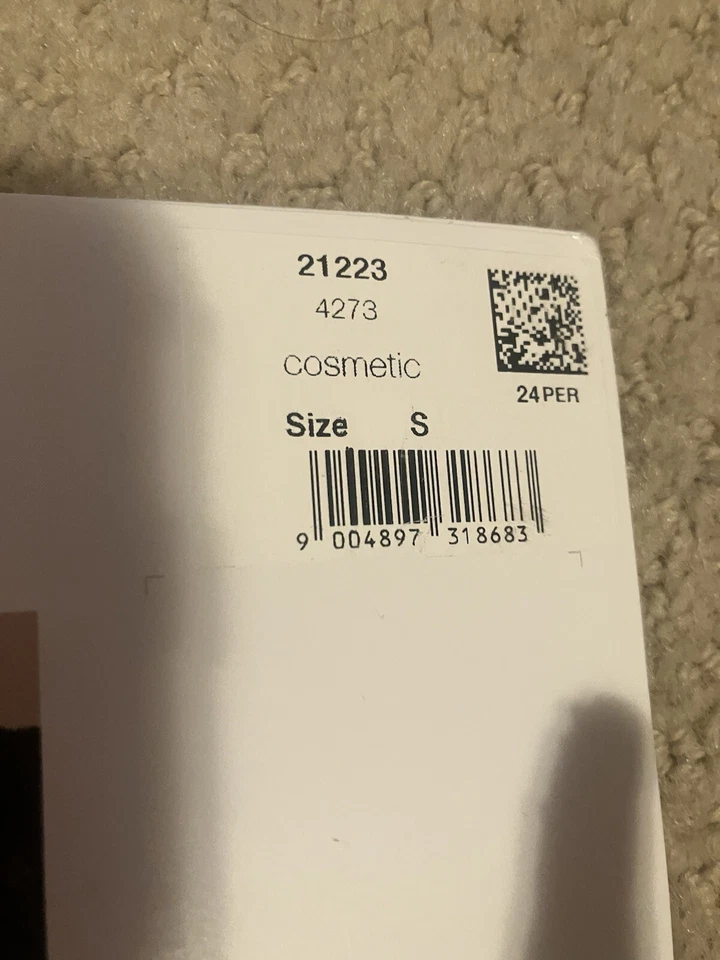 21223
4273
cosmetic
24PER
Size S
9 004897 318683